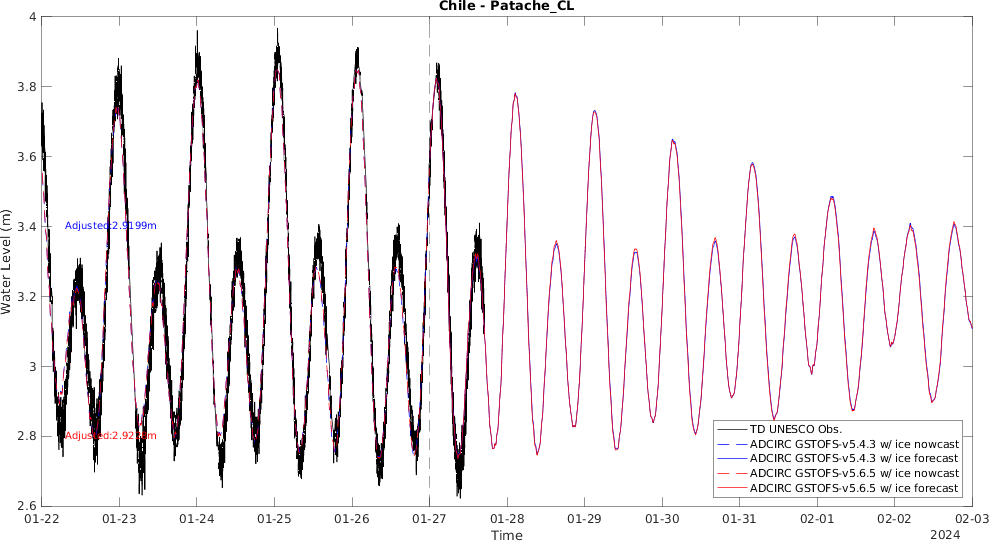 Chile - Patache_CL
4
3.8
3.6
3.4
3.2
3
2.8
2.6
Water Level (m)
Adjusted:2.9199m
TD UNESCO Obs.
ADCIRC GSTOFS-v5.4.3 w/ ice nowcast
ADCIRC GSTOFS-v5.4.3 w/ ice forecast
ADCIRC GSTOFS-v5.6.5 w/ ice nowcast
ADCIRC GSTOFS-v5.6.5 w/ ice forecast
01-22 01-23 01-24 01-25 01-26 01-27 01-28 01-29 01-30 01-31 02-01 02-02 02-03
Time
2024